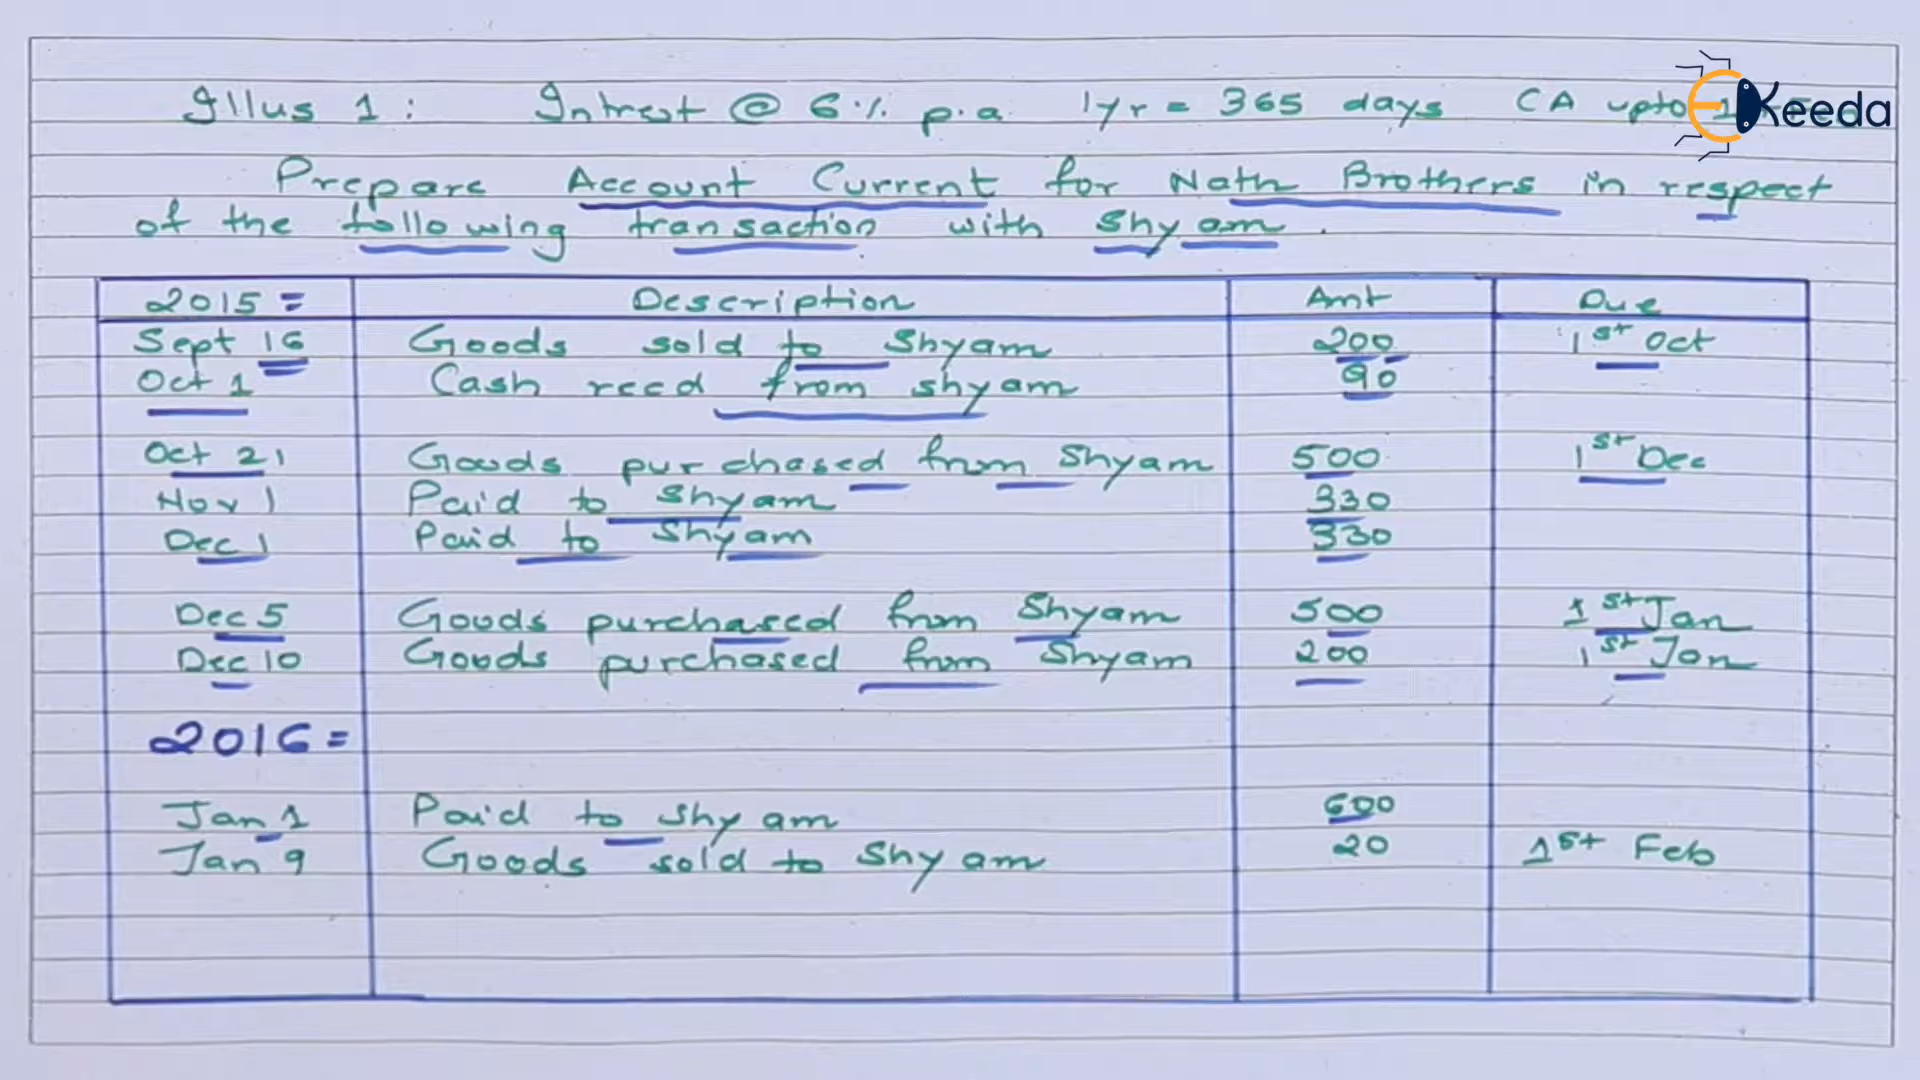 Illus 1 : Intrest @ 6 % p.a 1yr = 365 days CA upto 1
EKeeda
Prepare Account Current for Nath Brothers in respect
of the following transaction with Shyam.
2015 = Description Amt Due
Sept 16 Goods sold to Shyam 200 1st Oct
Oct 1 Cash recd from shyam 90
Oct 21 Goods purchased from Shyam 500 1st Dec
Nov 1 Paid to Shyam 330
Dec 1 Paid to Shyam 330
Dec 5 Goods purchased from Shyam 500 1st Jan
Dec 10 Goods purchased from Shyam 200 1st Jan
2016 =
Jan 1 Paid to Shyam 600
Jan 9 Goods sold to Shyam 20 1st Feb